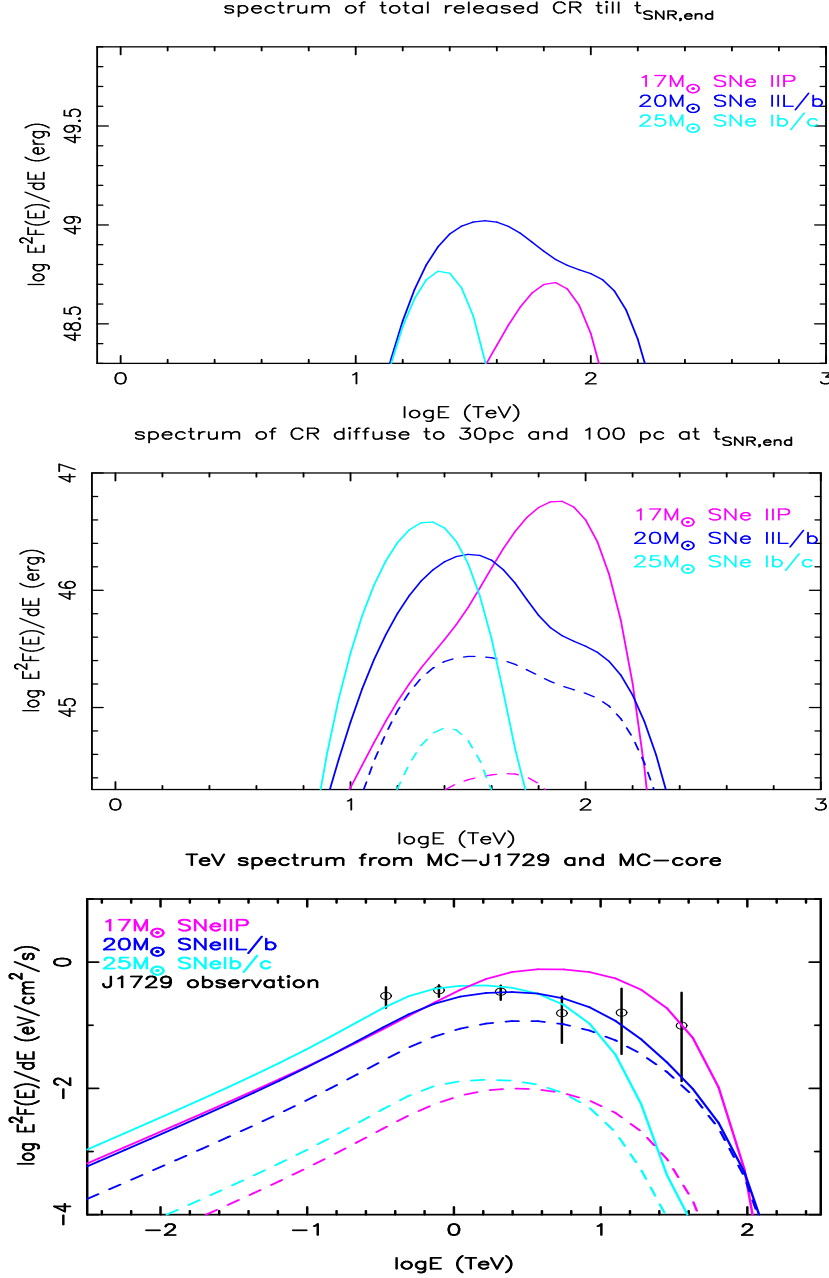 spectrum of total released CR till t_SNR,end
17M⊙ SNe IIP
20M⊙ SNe IIL/b
25M⊙ SNe Ib/c
log E²F(E)/dE (erg)
49.5
49
48.5
0 1 2 3
logE (TeV)
spectrum of CR diffuse to 30pc and 100 pc at t_SNR,end
17M⊙ SNe IIP
20M⊙ SNe IIL/b
25M⊙ SNe Ib/c
log E²F(E)/dE (erg)
47
46
45
0 1 2 3
logE (TeV)
TeV spectrum from MC-J1729 and MC-core
17M⊙ SNeIIP
20M⊙ SNeIIL/b
25M⊙ SNeIb/c
J1729 observation
log E²F(E)/dE (eV/cm²/s)
0
-2
-4
-2 -1 0 1 2
logE (TeV)